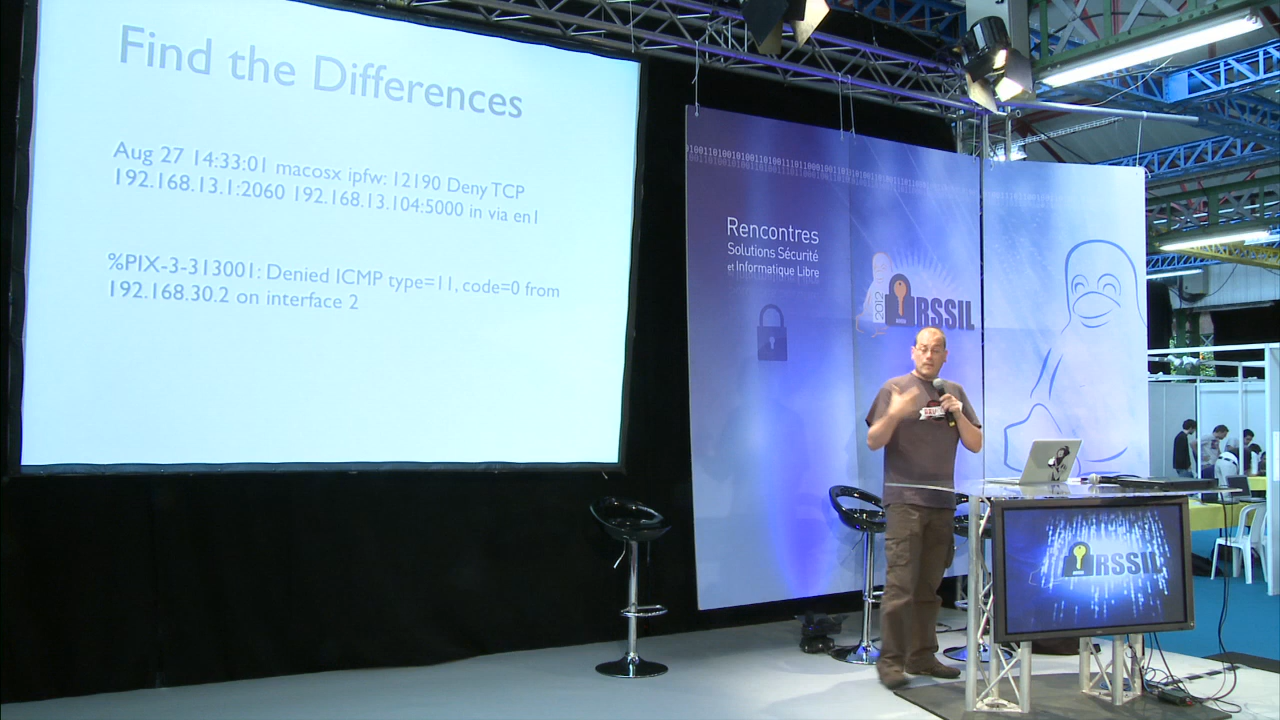 Find the Differences
Aug 27 14:33:01 macosx ipfw: 12190 Deny TCP
192.168.13.1:2060 192.168.13.104:5000 in via en1
%PIX-3-313001: Denied ICMP type=11, code=0 from
192.168.30.2 on interface 2
Rencontres
Solutions Sécurité
et Informatique Libre
2012
RSSIL
RSSIL